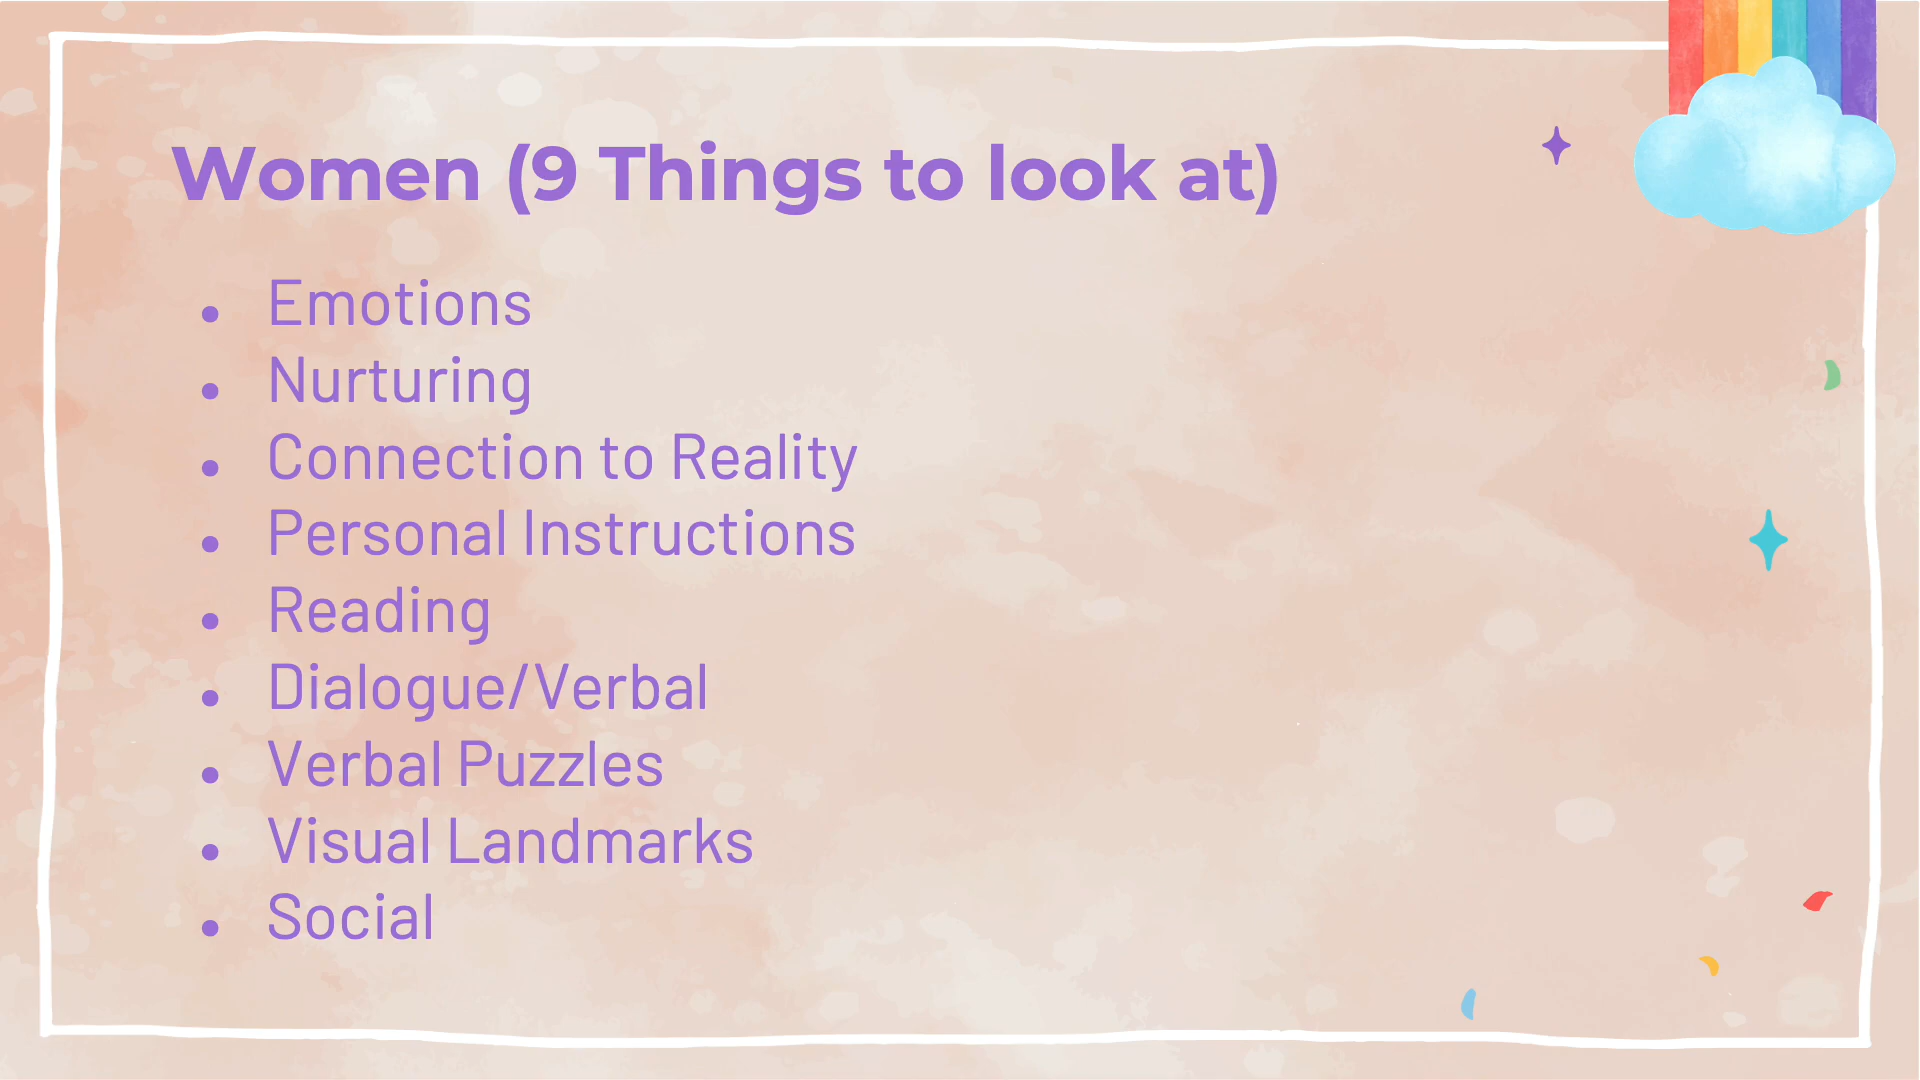 Women (9 Things to look at)
• Emotions
• Nurturing
• Connection to Reality
• Personal Instructions
• Reading
• Dialogue/Verbal
• Verbal Puzzles
• Visual Landmarks
• Social